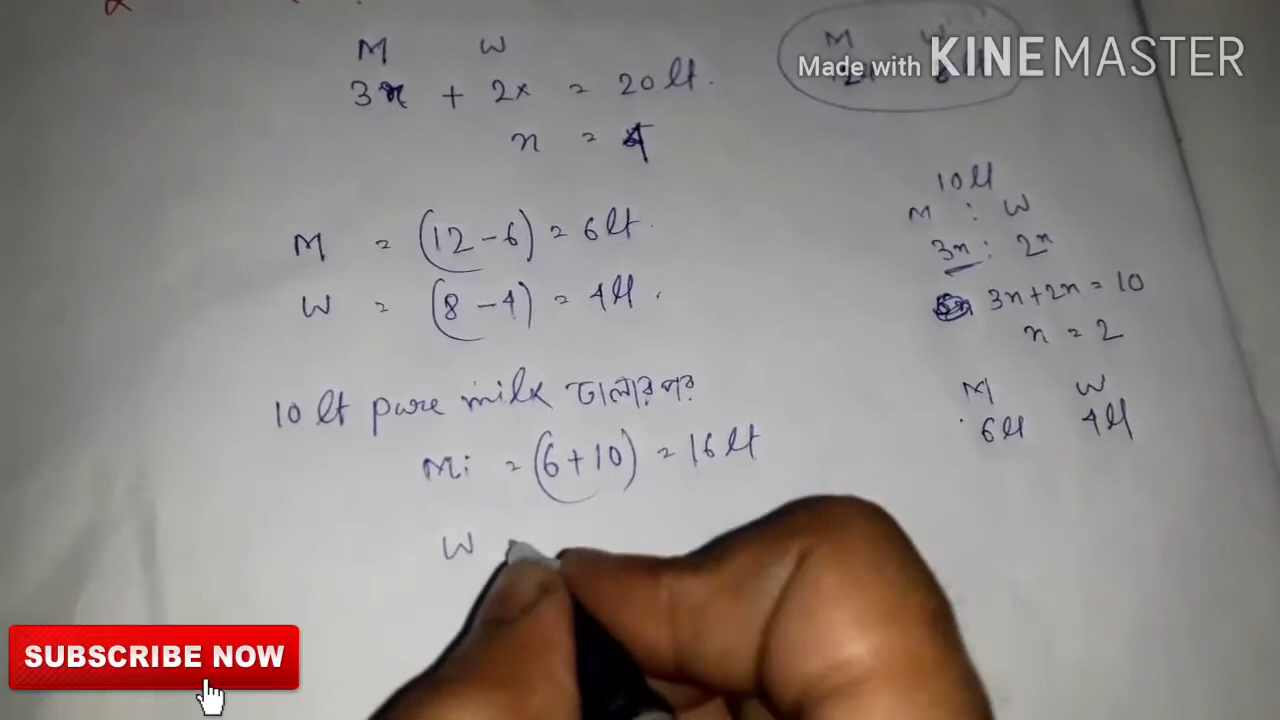 M W
3x + 2x = 20 lt.
x = 4
M = (12 - 6) = 6 lt.
W = (8 - 4) = 4 lt.
10 lt pure milk ঢালার পর
Mi = (6 + 10) = 16 lt
W
M W
Made with KINEMASTER
10 lt
M : W
3x : 2x
3x + 2x = 10
x = 2
M W
6 lt 4 lt
SUBSCRIBE NOW